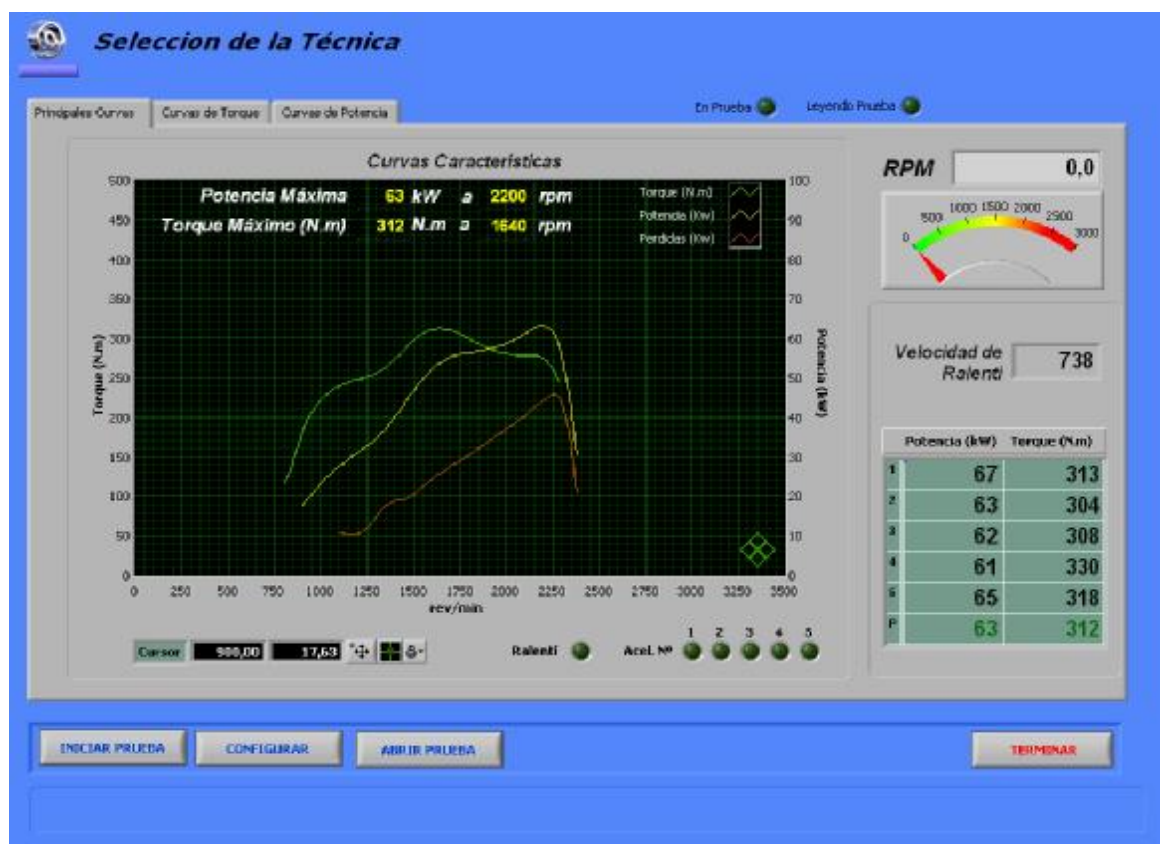 Seleccion de la Técnica
Principales Curvas Curvas de Torque Curvas de Potencia
En Prueba Leyendo Prueba
Curvas Características
Potencia Máxima 63 kW a 2200 rpm
Torque Máximo (N.m) 312 N.m a 1640 rpm
Torque (N.m)
Potencia (Kw)
Perdidas (Kw)
500
450
400
350
300
250
200
150
100
50
0
Torque (N.m)
100
90
80
70
60
50
40
30
20
10
0
Potencia (kW)
0 250 500 750 1000 1250 1500 1750 2000 2250 2500 2750 3000 3250 3500
rev/min
Cursor 900,00 17,63
Ralentí Acel. Nº 1 2 3 4 5
RPM 0,0
0 500 1000 1500 2000 2500 3000
Velocidad de
Ralenti
738
Potencia (kW) Torque (N.m)
1 67 313
2 63 304
3 62 308
4 61 330
5 65 318
P 63 312
INICIAR PRUEBA CONFIGURAR ABRIR PRUEBA TERMINAR